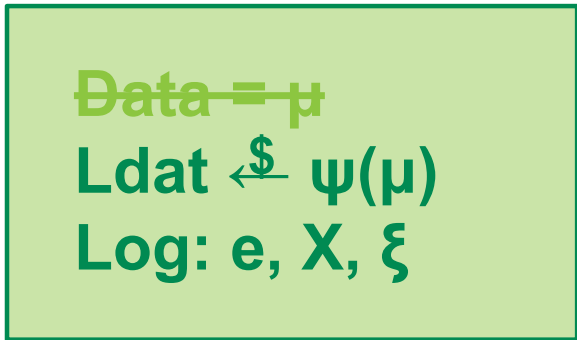 Data = μ
Ldat ←$ ψ(μ)
Log: e, X, ξ